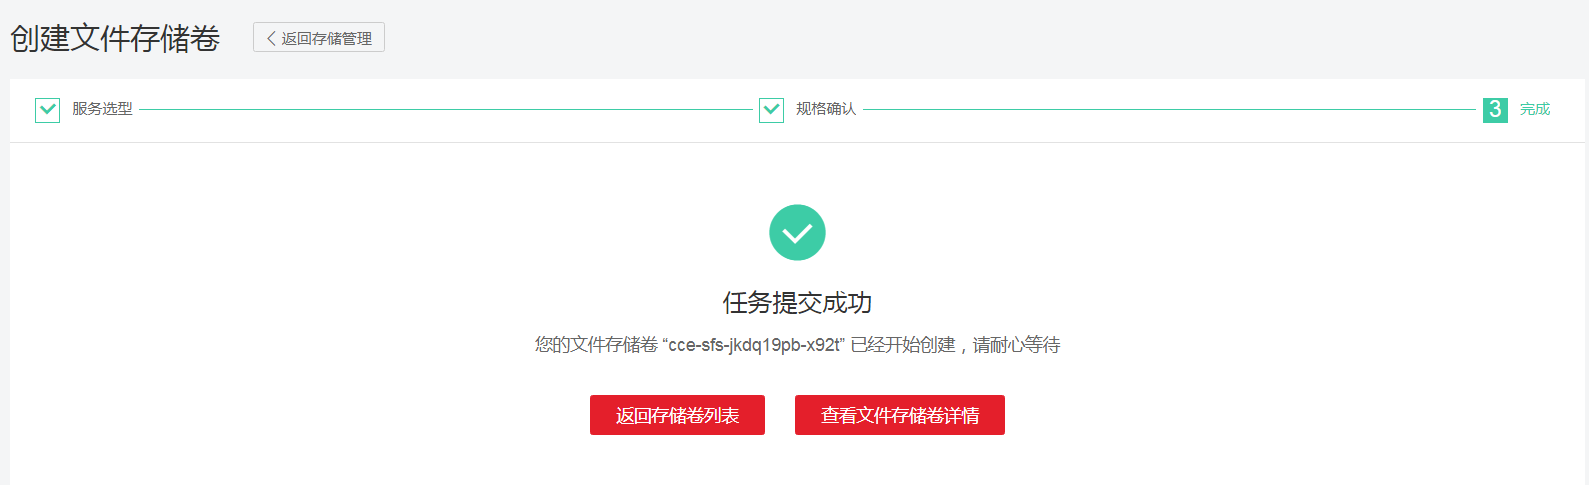 创建文件存储卷
返回存储管理
服务选型
规格确认
3 完成
任务提交成功
您的文件存储卷 “cce-sfs-jkdq19pb-x92t” 已经开始创建，请耐心等待
返回存储卷列表
查看文件存储卷详情